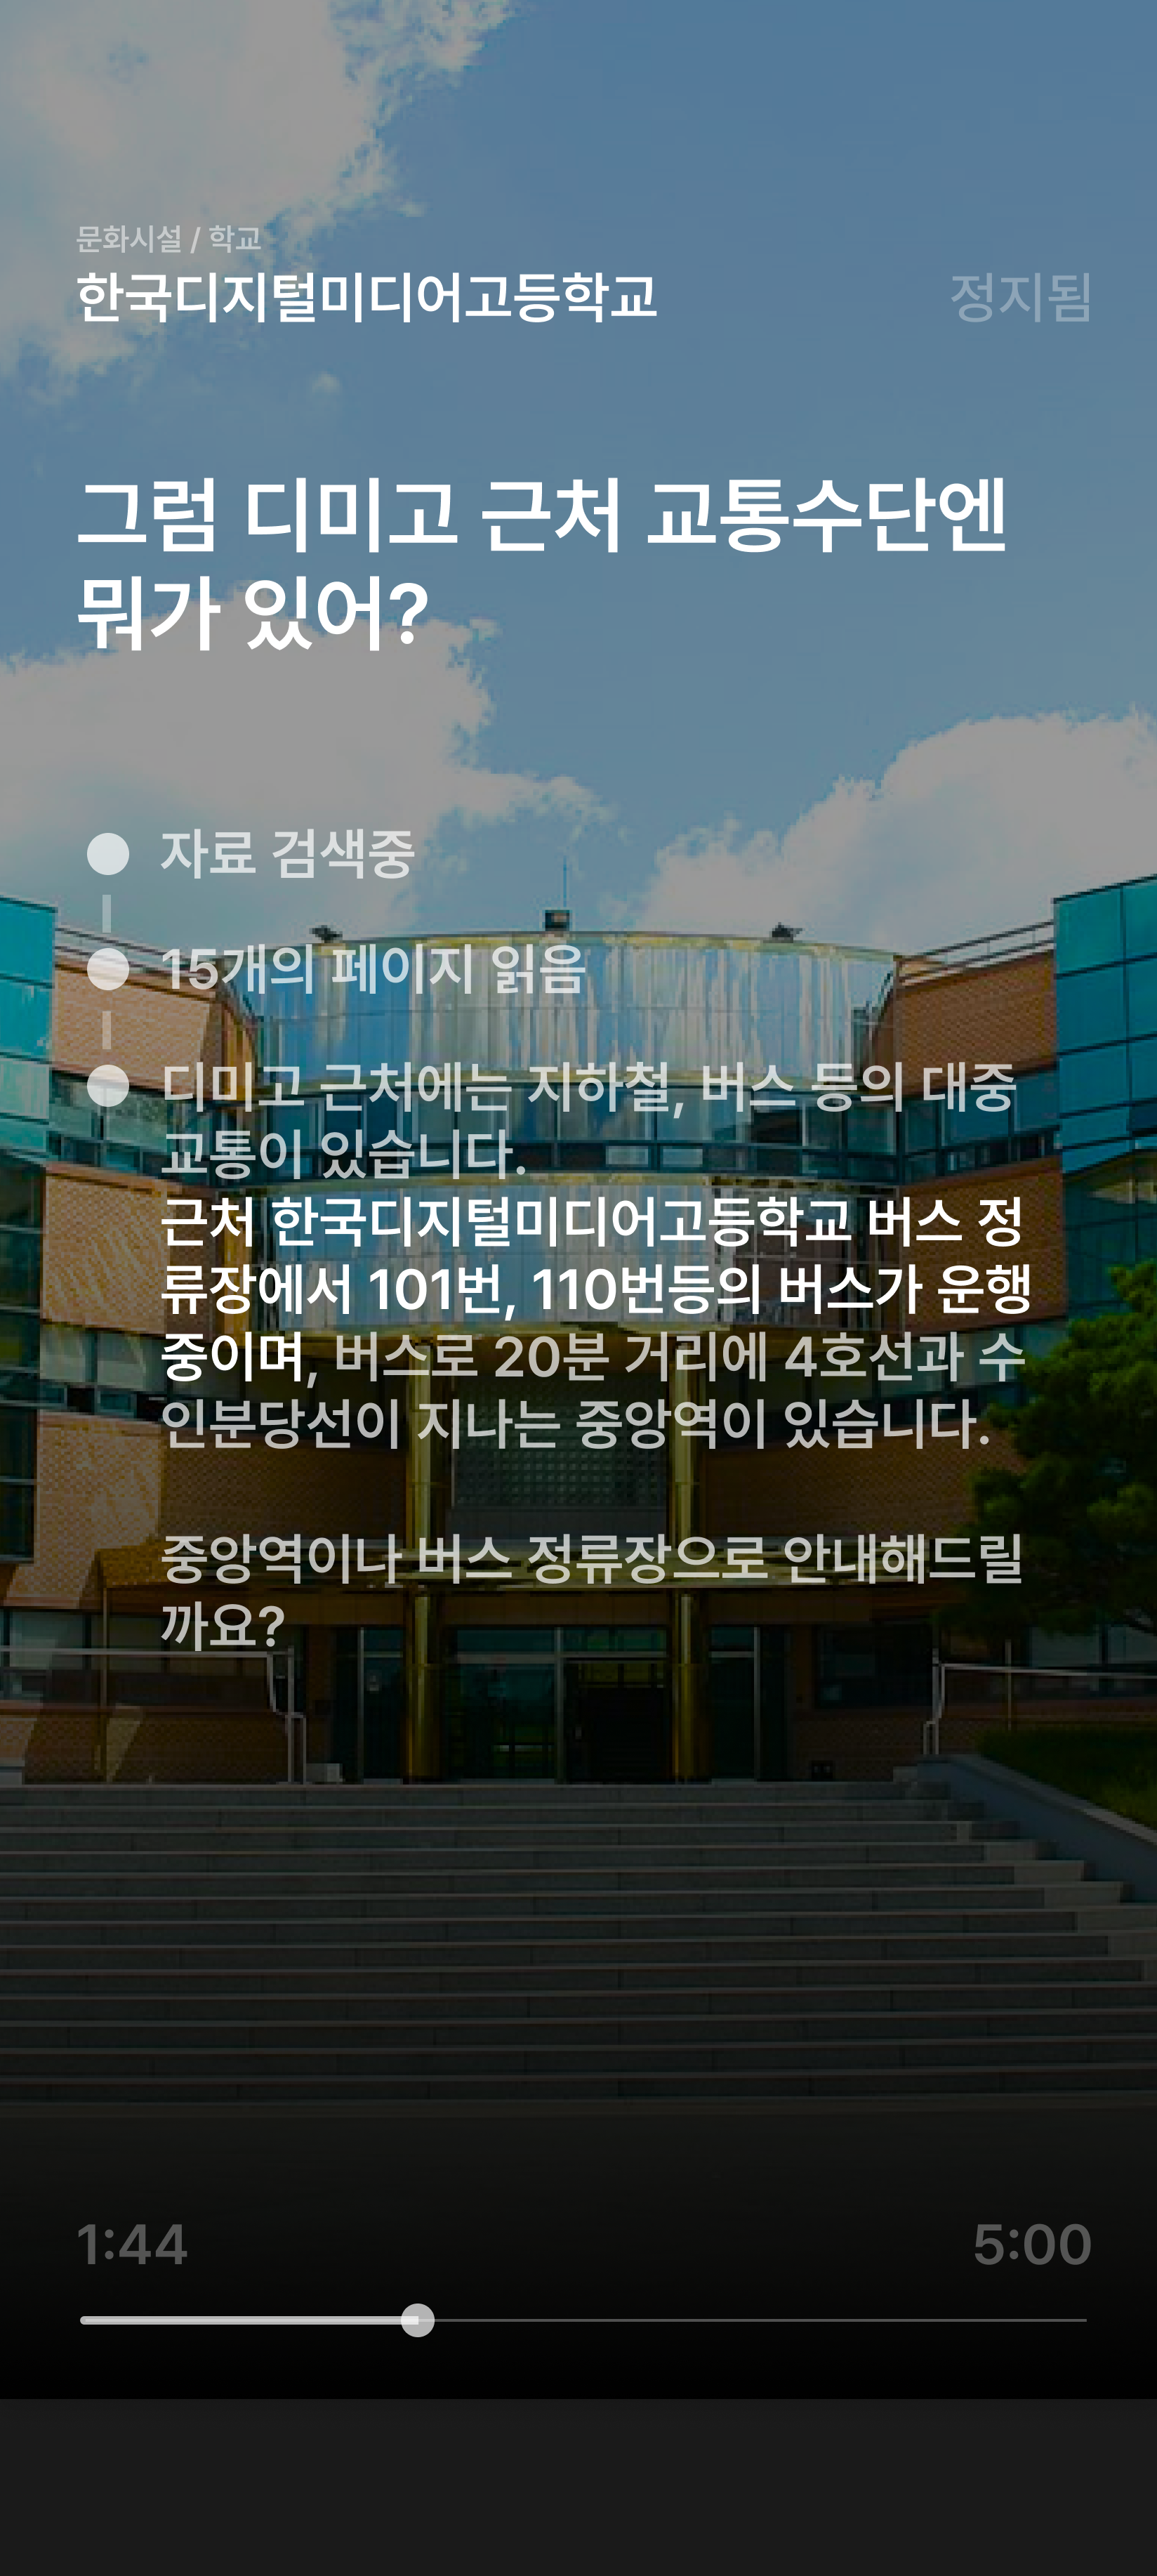 문화시설 / 학교
한국디지털미디어고등학교
정지됨
그럼 디미고 근처 교통수단엔
뭐가 있어?
자료 검색중
15개의 페이지 읽음
디미고 근처에는 지하철, 버스 등의 대중
교통이 있습니다.
근처 한국디지털미디어고등학교 버스 정
류장에서 101번, 110번등의 버스가 운행
중이며, 버스로 20분 거리에 4호선과 수
인분당선이 지나는 중앙역이 있습니다.
중앙역이나 버스 정류장으로 안내해드릴
까요?
1:44
5:00